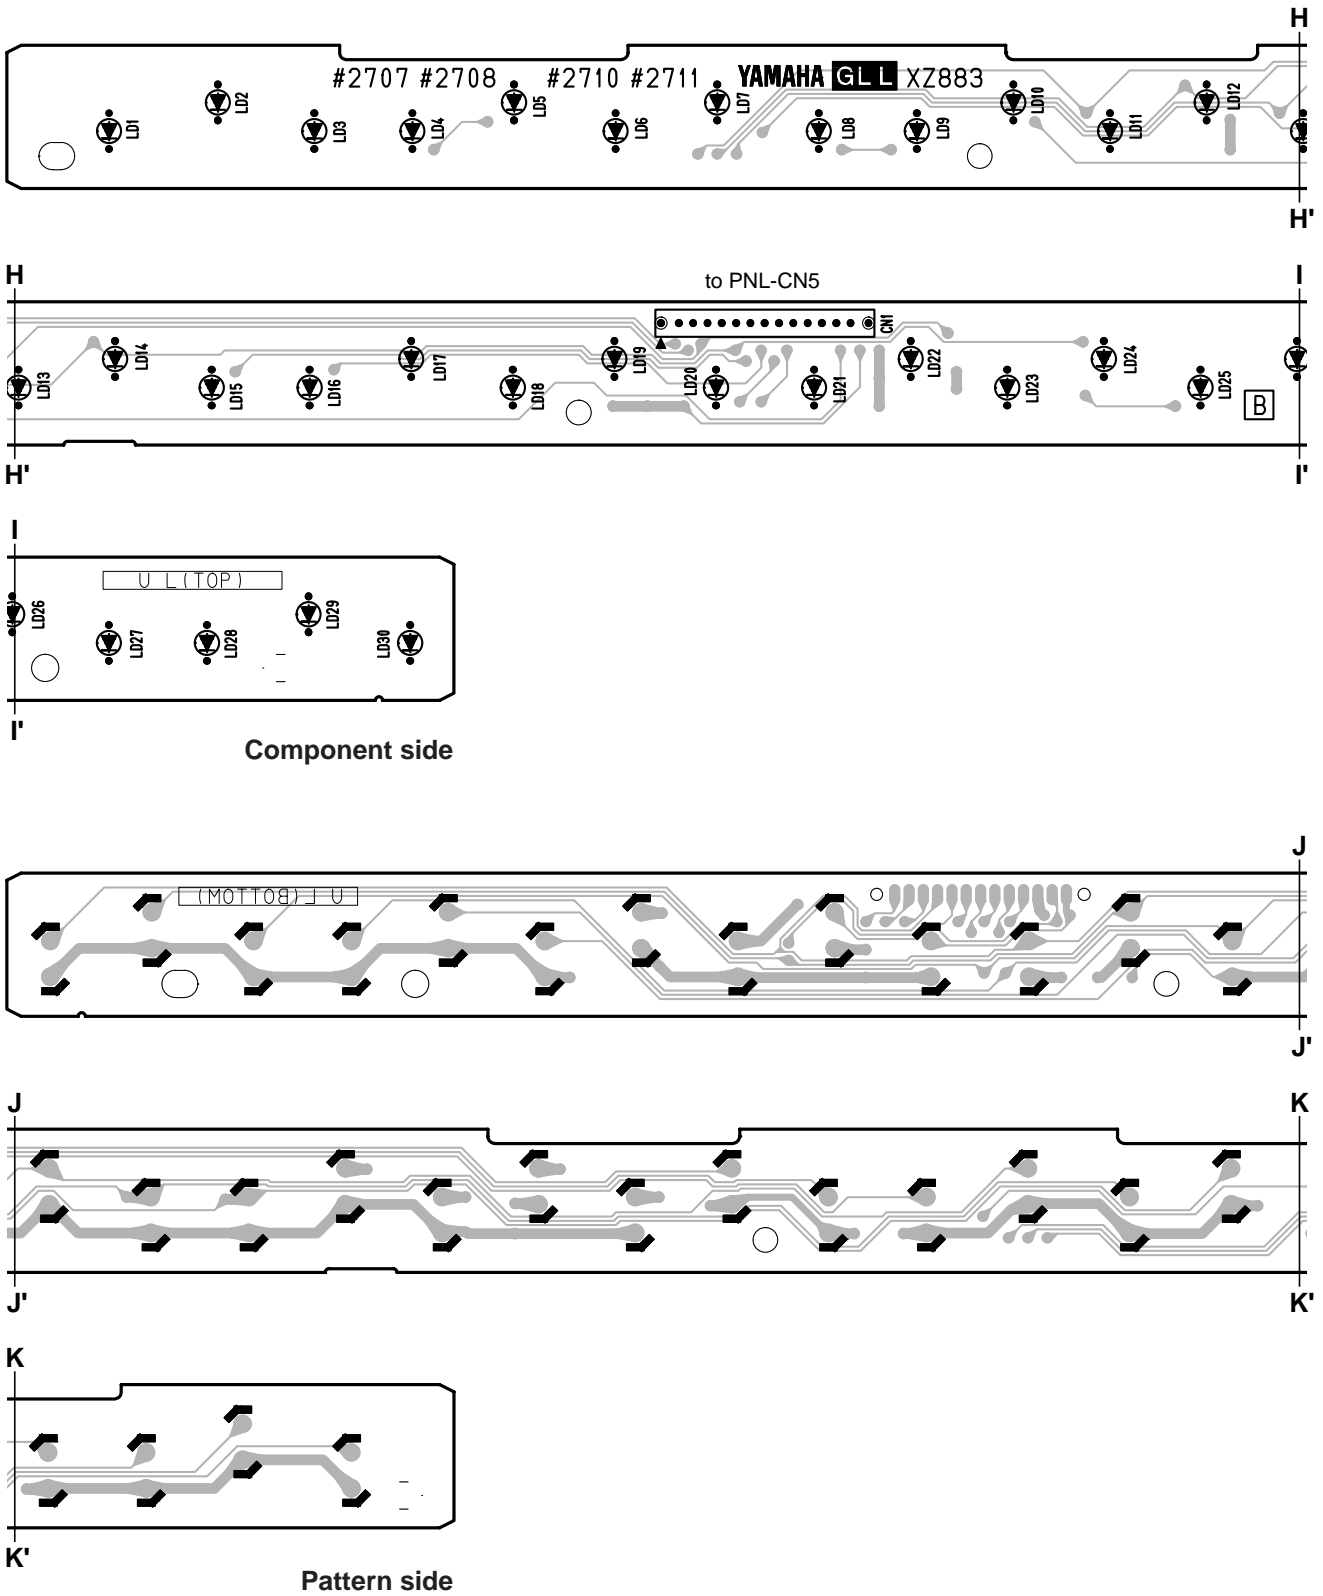 H
#2707 #2708 #2710 #2711 YAMAHA GL L XZ883
LD1 LD2 LD3 LD4 LD5 LD6 LD7 LD8 LD9 LD10 LD11 LD12
H'
to PNL-CN5
H I
CN1
LD13 LD14 LD15 LD16 LD17 LD18 LD19 LD20 LD21 LD22 LD23 LD24 LD25
B
H' I'
I
U L(TOP)
LD26 LD27 LD28 LD29 LD30
I'
Component side
J
U L(BOTTOM)
J'
J K
J' K'
K
K'
Pattern side